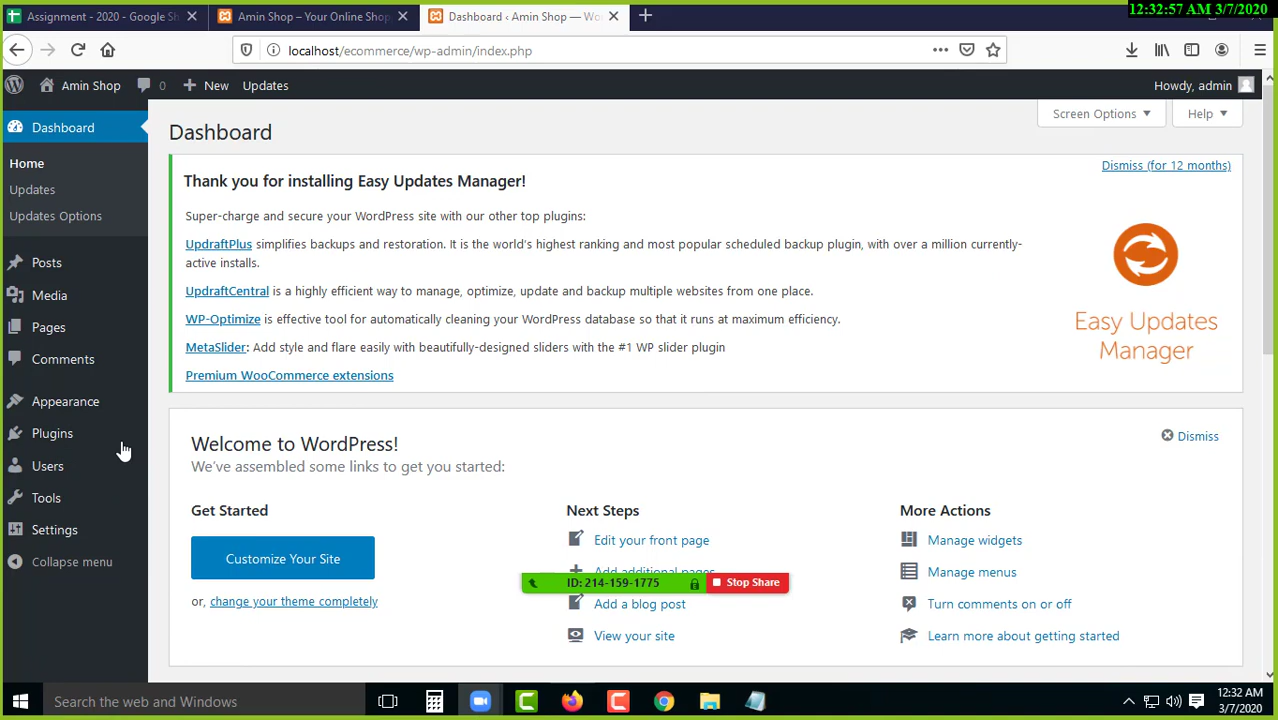 12:32:57 AM 3/7/2020
Assignment - 2020 - Google Sh
Amin Shop – Your Online Shop
Dashboard ‹ Amin Shop — Wo
localhost/ecommerce/wp-admin/index.php
Amin Shop
0
New
Updates
Howdy, admin
Dashboard
Home
Updates
Updates Options
Posts
Media
Pages
Comments
Appearance
Plugins
Users
Tools
Settings
Collapse menu
Screen Options
Help
Dashboard
Dismiss (for 12 months)
Thank you for installing Easy Updates Manager!
Super-charge and secure your WordPress site with our other top plugins:
UpdraftPlus simplifies backups and restoration. It is the world's highest ranking and most popular scheduled backup plugin, with over a million currently-
active installs.
UpdraftCentral is a highly efficient way to manage, optimize, update and backup multiple websites from one place.
WP-Optimize is effective tool for automatically cleaning your WordPress database so that it runs at maximum efficiency.
MetaSlider: Add style and flare easily with beautifully-designed sliders with the #1 WP slider plugin
Premium WooCommerce extensions
Easy Updates
Manager
Welcome to WordPress!
Dismiss
We've assembled some links to get you started:
Get Started
Customize Your Site
or, change your theme completely
Next Steps
Edit your front page
Add additional pages
ID: 214-159-1775
Stop Share
Add a blog post
View your site
More Actions
Manage widgets
Manage menus
Turn comments on or off
Learn more about getting started
Search the web and Windows
12:32 AM
3/7/2020